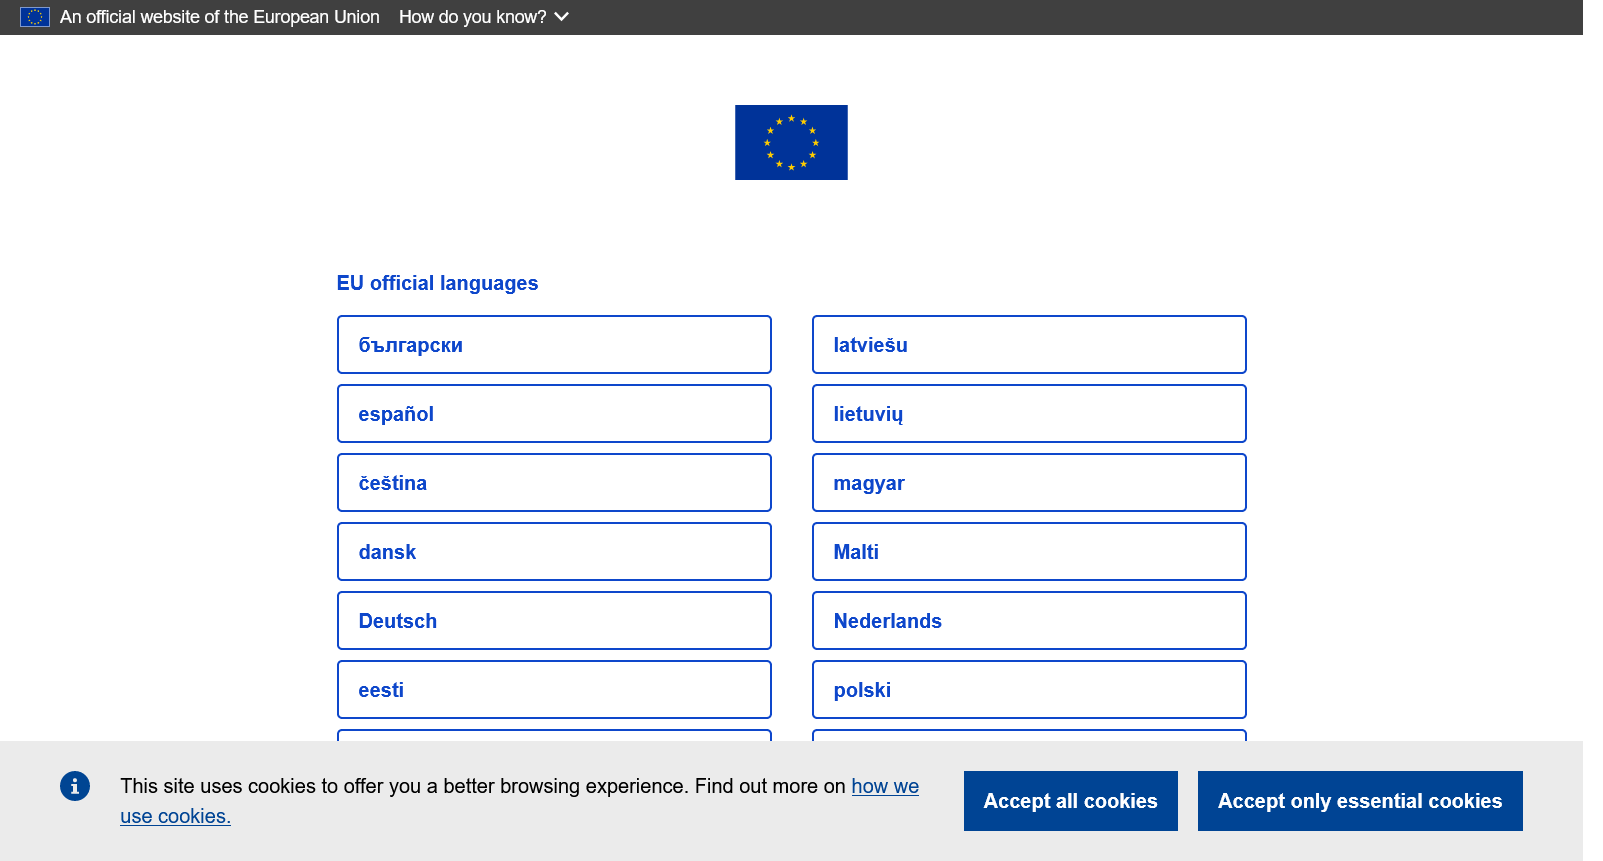 An official website of the European Union How do you know?
EU official languages
български
latviešu
español
lietuvių
čeština
magyar
dansk
Malti
Deutsch
Nederlands
eesti
polski
This site uses cookies to offer you a better browsing experience. Find out more on how we
use cookies.
Accept all cookies
Accept only essential cookies